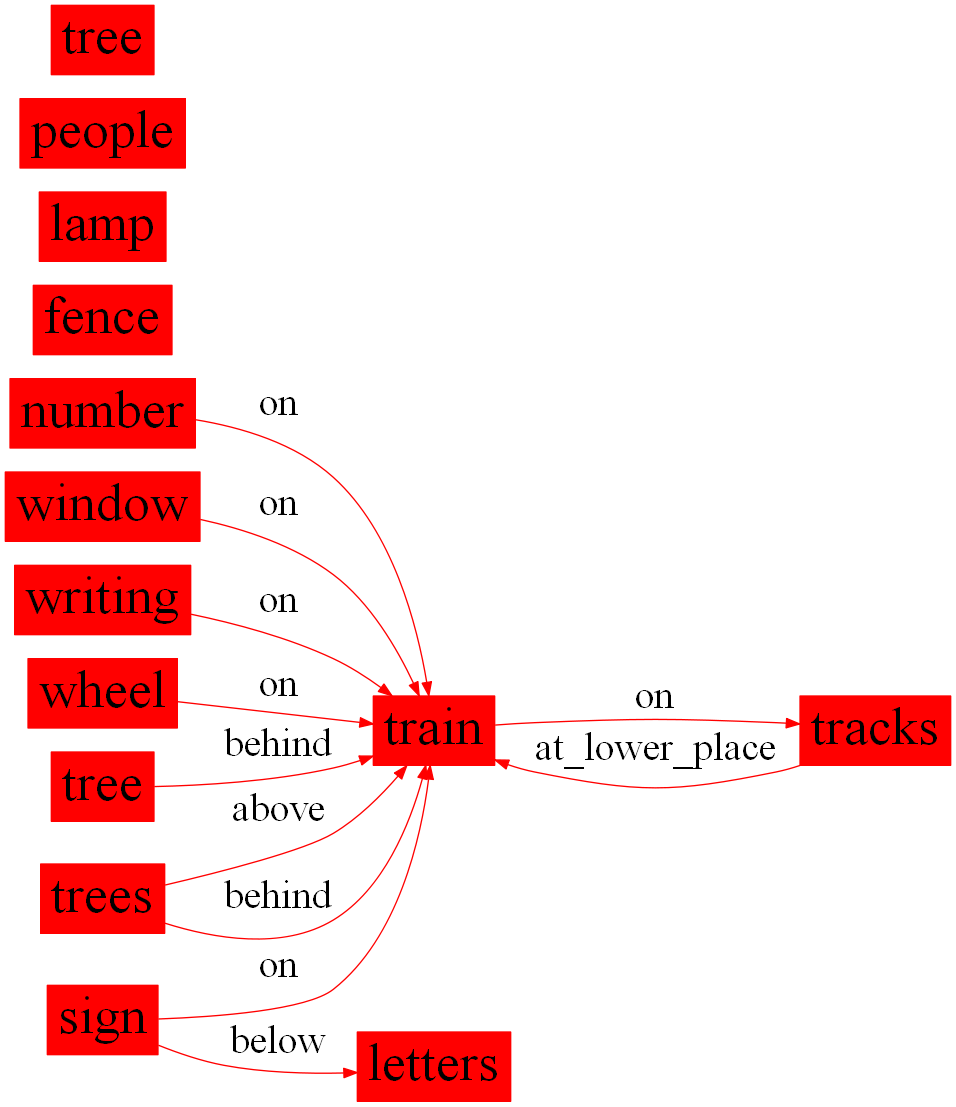 tree
people
lamp
fence
number
on
window
on
writing
on
wheel
on
train
on
tracks
behind
at_lower_place
tree
above
trees
behind
on
sign
below
letters